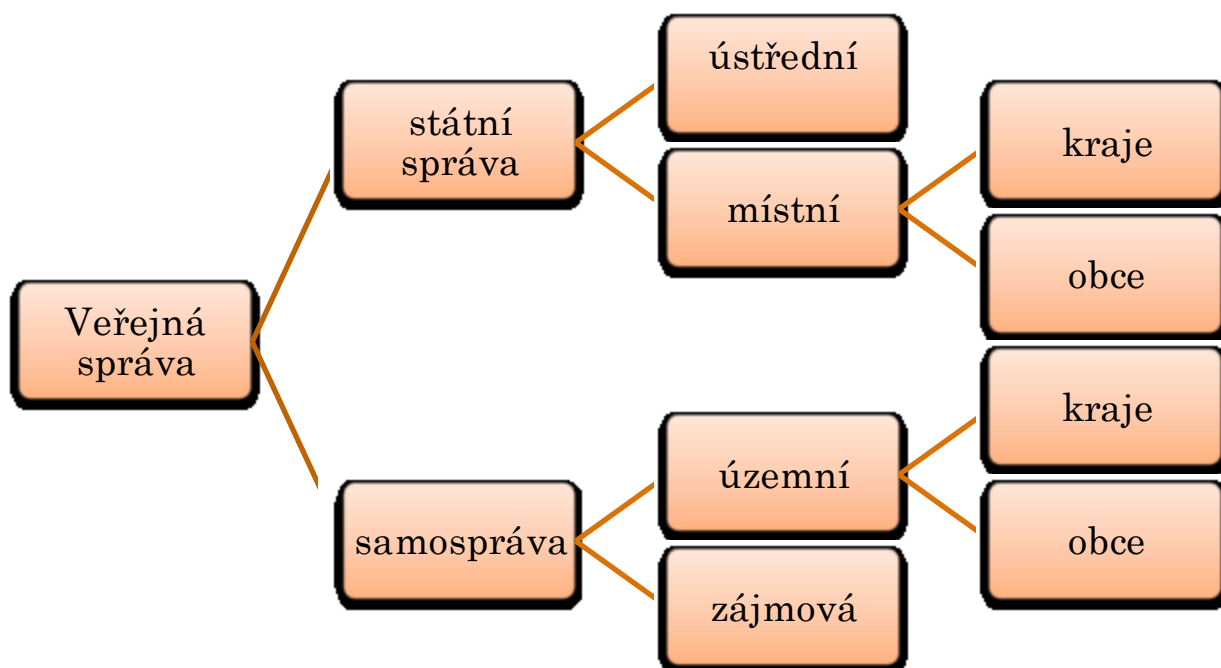 Veřejná
správa
státní
správa
ústřední
místní
kraje
obce
samospráva
územní
kraje
obce
zájmová